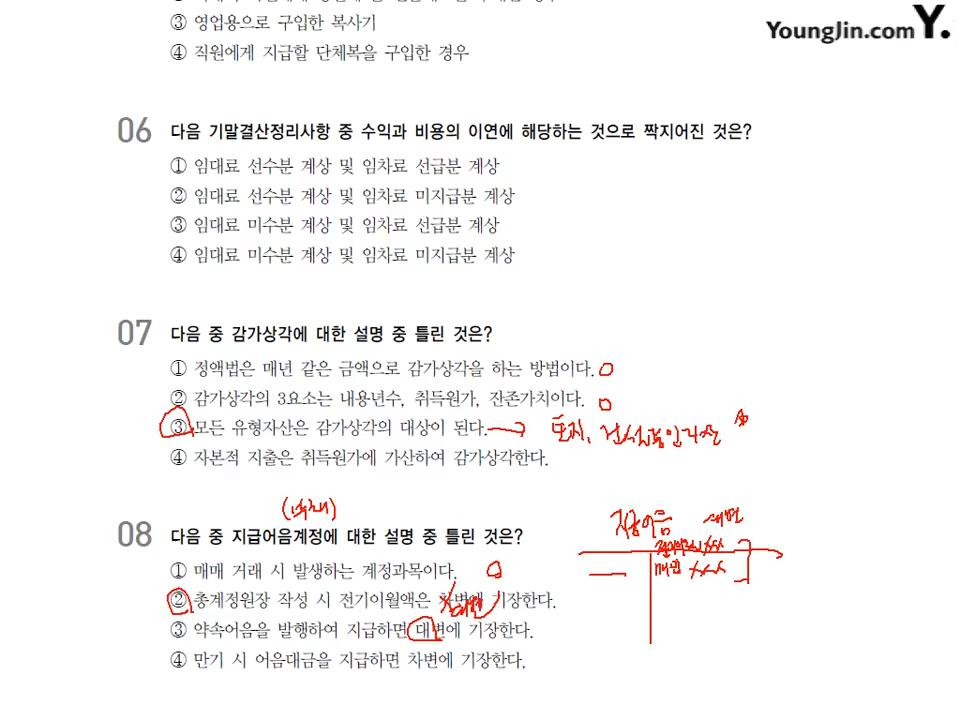 ③ 영업용으로 구입한 복사기
YoungJin.com Y.
④ 직원에게 지급할 단체복을 구입한 경우
06 다음 기말결산정리사항 중 수익과 비용의 이연에 해당하는 것으로 짝지어진 것은?
① 임대료 선수분 계상 및 임차료 선급분 계상
② 임대료 선수분 계상 및 임차료 미지급분 계상
③ 임대료 미수분 계상 및 임차료 선급분 계상
④ 임대료 미수분 계상 및 임차료 미지급분 계상
07 다음 중 감가상각에 대한 설명 중 틀린 것은?
① 정액법은 매년 같은 금액으로 감가상각을 하는 방법이다.
② 감가상각의 3요소는 내용년수, 취득원가, 잔존가치이다.
③ 모든 유형자산은 감가상각의 대상이 된다. → 토지, 건설중인자산
④ 자본적 지출은 취득원가에 가산하여 감가상각한다.
(부채)
지급어음 대변
08 다음 중 지급어음계정에 대한 설명 중 틀린 것은?
① 매매 거래 시 발생하는 계정과목이다.
② 총계정원장 작성 시 전기이월액은 차변에 기장한다.
대변
③ 약속어음을 발행하여 지급하면 대변에 기장한다.
④ 만기 시 어음대금을 지급하면 차변에 기장한다.